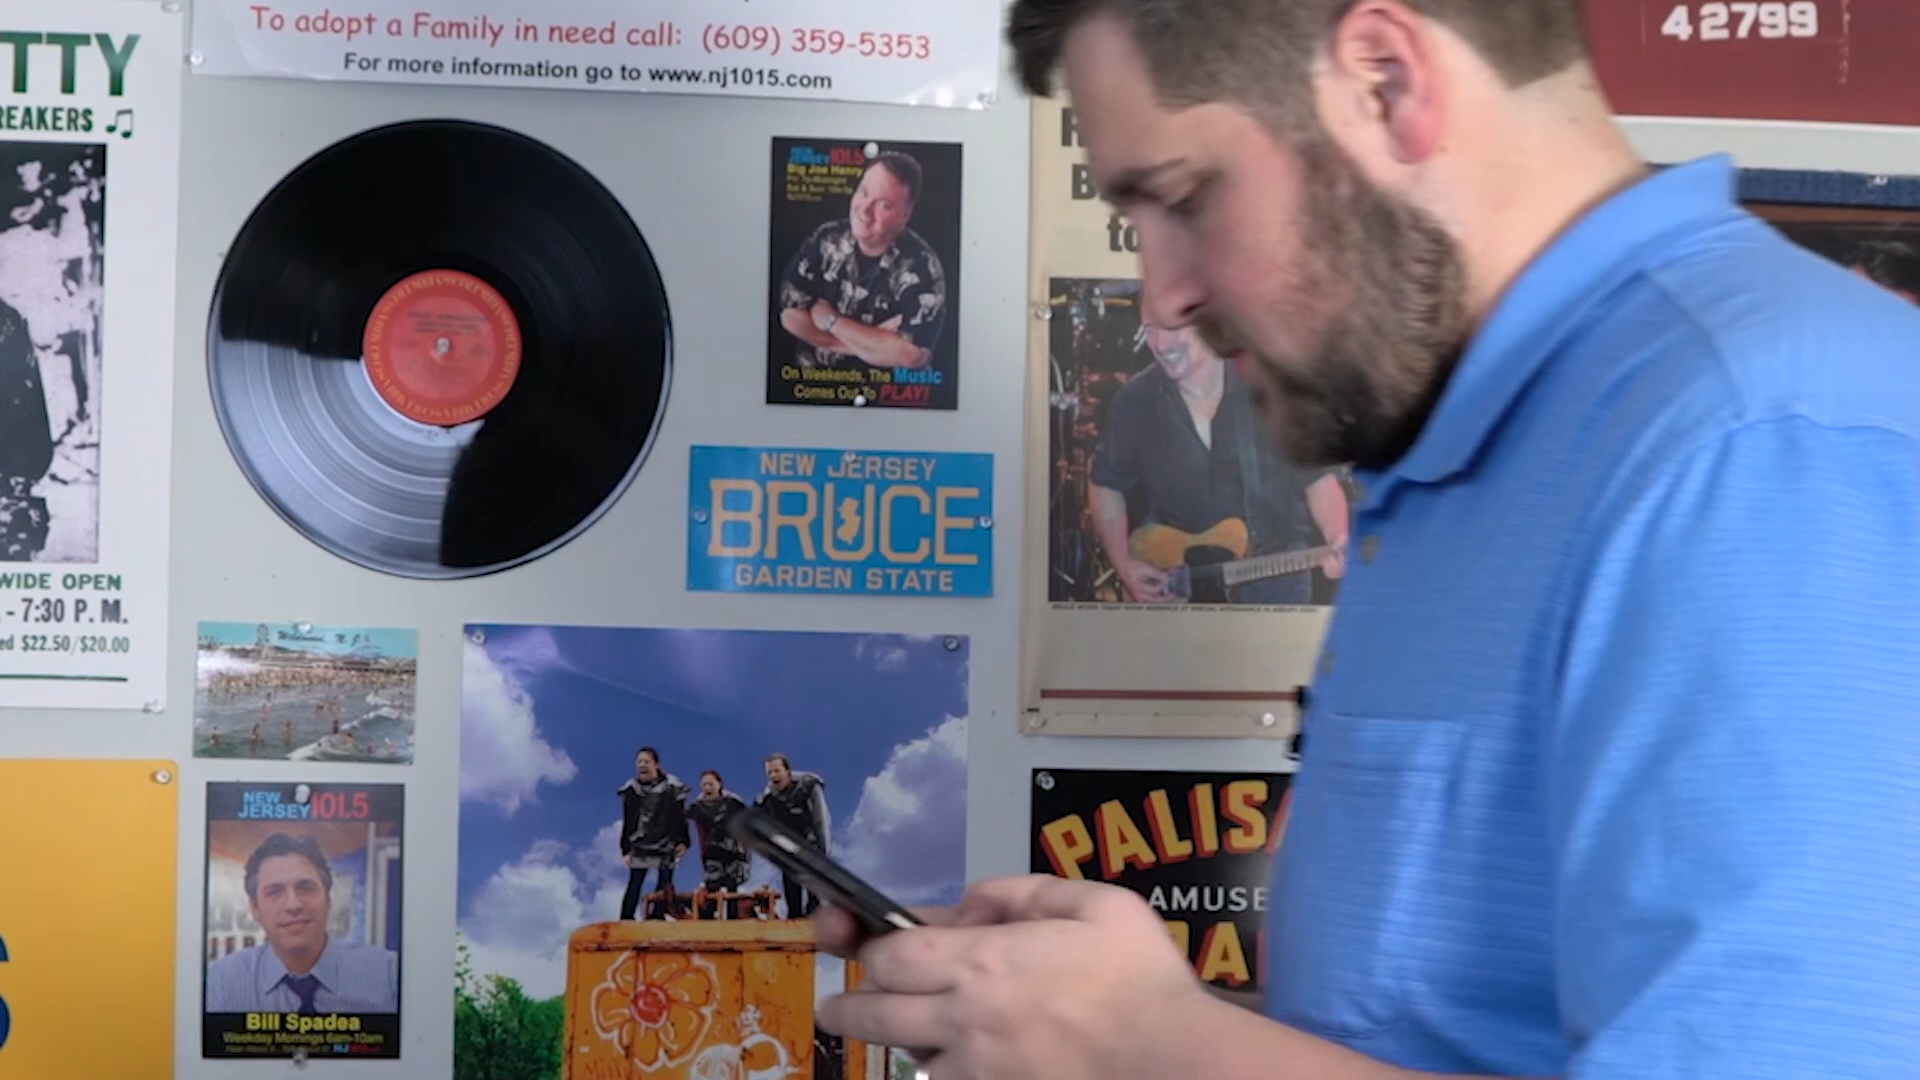 To adopt a Family in need call: (609) 359-5353
For more information go to www.nj1015.com
42799
TTY
REAKERS
NEW
JERSEY 101.5
Big Joe Henry
On Weekends, The Music
Comes Out To PLAY!
NEW JERSEY
BRUCE
GARDEN STATE
WIDE OPEN
- 7:30 P. M.
ed $22.50/$20.00
Wildwood N. J.
NEW
JERSEY 101.5
Bill Spadea
Weekday Mornings 6am-10am
PALISA
AMUSE
PA